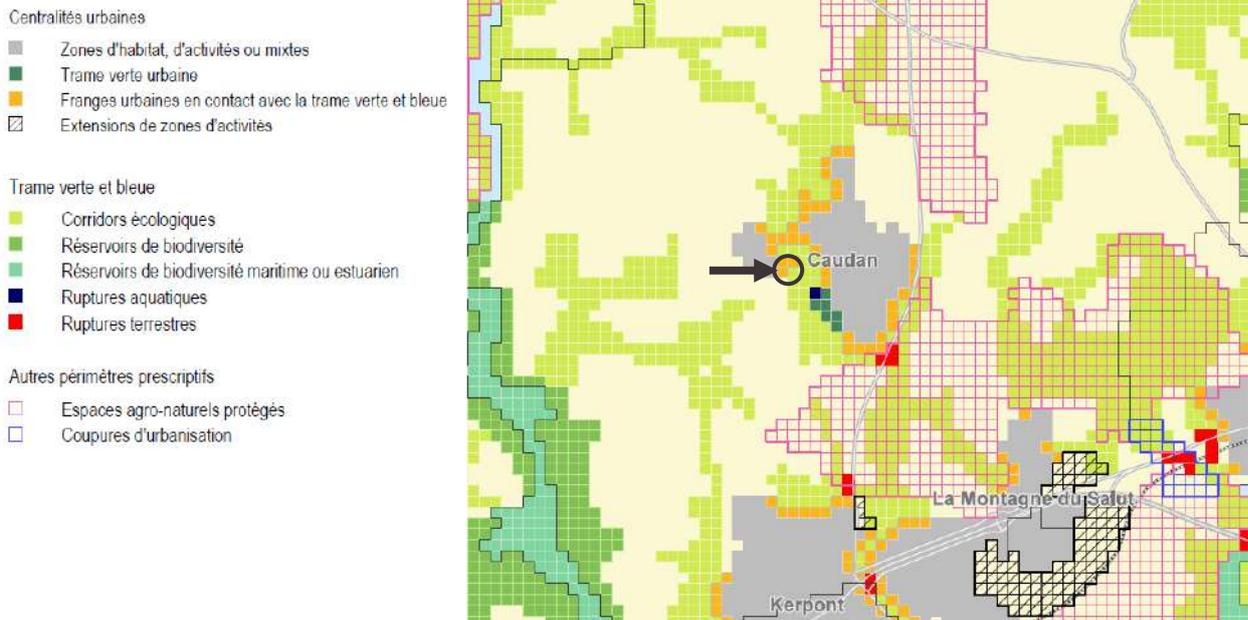 Centralités urbaines
Zones d'habitat, d'activités ou mixtes
Trame verte urbaine
Franges urbaines en contact avec la trame verte et bleue
Extensions de zones d'activités
Trame verte et bleue
Corridors écologiques
Réservoirs de biodiversité
Réservoirs de biodiversité maritime ou estuarien
Ruptures aquatiques
Ruptures terrestres
Autres périmètres prescriptifs
Espaces agro-naturels protégés
Coupures d'urbanisation
Caudan
La Montagne du Salut
Kerpont